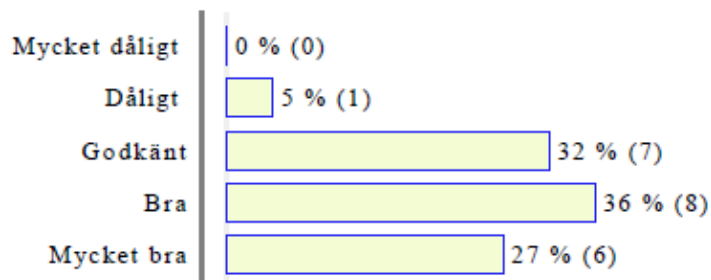 Mycket dåligt 0 % (0)
Dåligt 5 % (1)
Godkänt 32 % (7)
Bra 36 % (8)
Mycket bra 27 % (6)